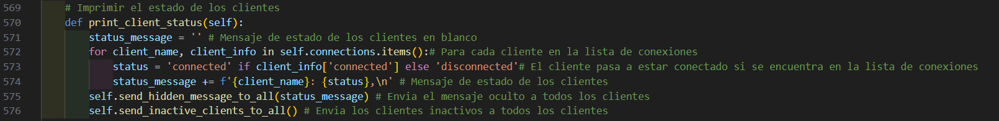 569 # Imprimir el estado de los clientes
570 def print_client_status(self):
571 status_message = '' # Mensaje de estado de los clientes en blanco
572 for client_name, client_info in self.connections.items():# Para cada cliente en la lista de conexiones
573 status = 'connected' if client_info['connected'] else 'disconnected'# El cliente pasa a estar conectado si se encuentra en la lista de conexiones
574 status_message += f'{client_name}: {status},\n' # Mensaje de estado de los clientes
575 self.send_hidden_message_to_all(status_message) # Envia el mensaje oculto a todos los clientes
576 self.send_inactive_clients_to_all() # Envia los clientes inactivos a todos los clientes